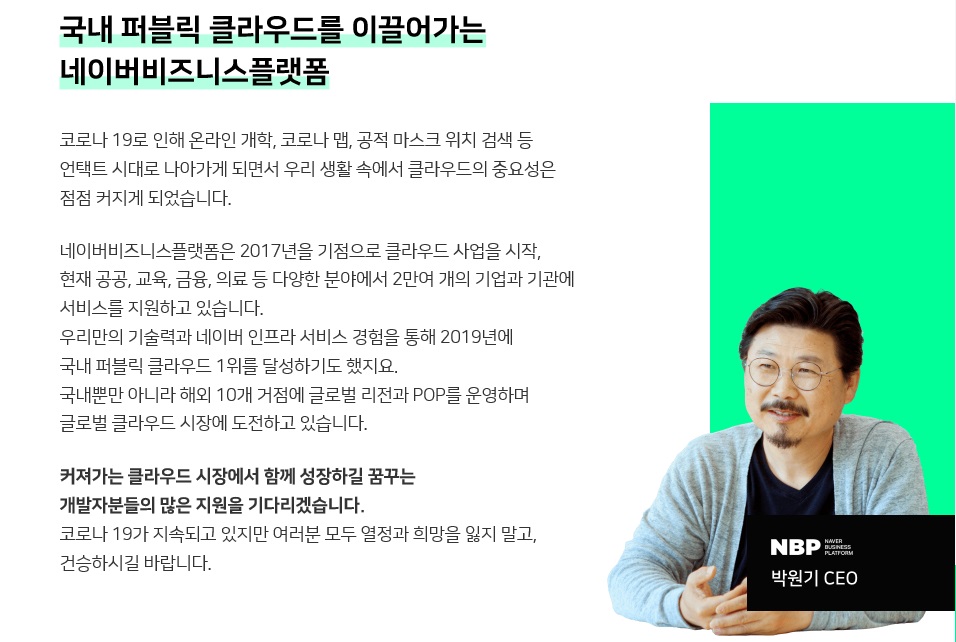 국내 퍼블릭 클라우드를 이끌어가는
네이버비즈니스플랫폼
코로나 19로 인해 온라인 개학, 코로나 맵, 공적 마스크 위치 검색 등
언택트 시대로 나아가게 되면서 우리 생활 속에서 클라우드의 중요성은
점점 커지게 되었습니다.
네이버비즈니스플랫폼은 2017년을 기점으로 클라우드 사업을 시작,
현재 공공, 교육, 금융, 의료 등 다양한 분야에서 2만여 개의 기업과 기관에
서비스를 지원하고 있습니다.
우리만의 기술력과 네이버 인프라 서비스 경험을 통해 2019년에
국내 퍼블릭 클라우드 1위를 달성하기도 했지요.
국내뿐만 아니라 해외 10개 거점에 글로벌 리전과 POP를 운영하며
글로벌 클라우드 시장에 도전하고 있습니다.
커져가는 클라우드 시장에서 함께 성장하길 꿈꾸는
개발자분들의 많은 지원을 기다리겠습니다.
코로나 19가 지속되고 있지만 여러분 모두 열정과 희망을 잃지 말고,
건승하시길 바랍니다.
NBP
NAVER
BUSINESS
PLATFORM
박원기 CEO